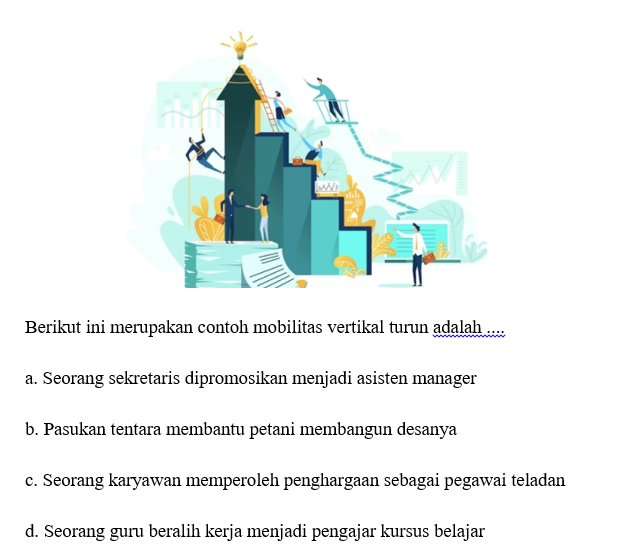 Berikut ini merupakan contoh mobilitas vertikal turun adalah ....
a. Seorang sekretaris dipromosikan menjadi asisten manager
b. Pasukan tentara membantu petani membangun desanya
c. Seorang karyawan memperoleh penghargaan sebagai pegawai teladan
d. Seorang guru beralih kerja menjadi pengajar kursus belajar